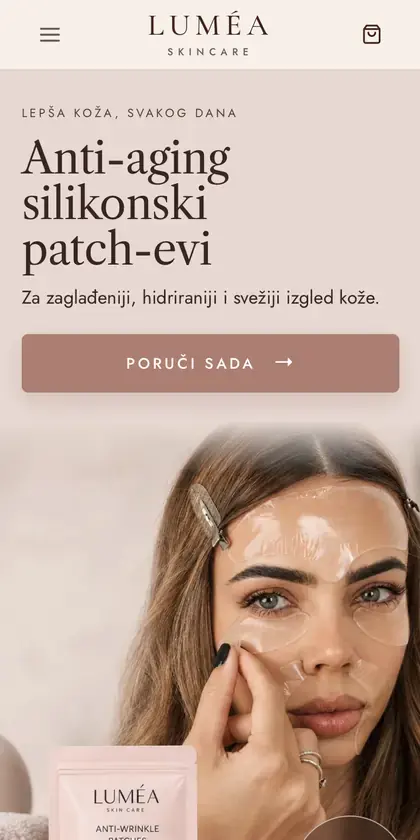 LUMÉA
SKINCARE
LEPŠA KOŽA, SVAKOG DANA
Anti-aging
silikonski
patch-evi
Za zaglađeniji, hidriraniji i svežiji izgled kože.
PORUČI SADA →
LUMÉA
SKIN CARE
ANTI-WRINKLE
PATCHES